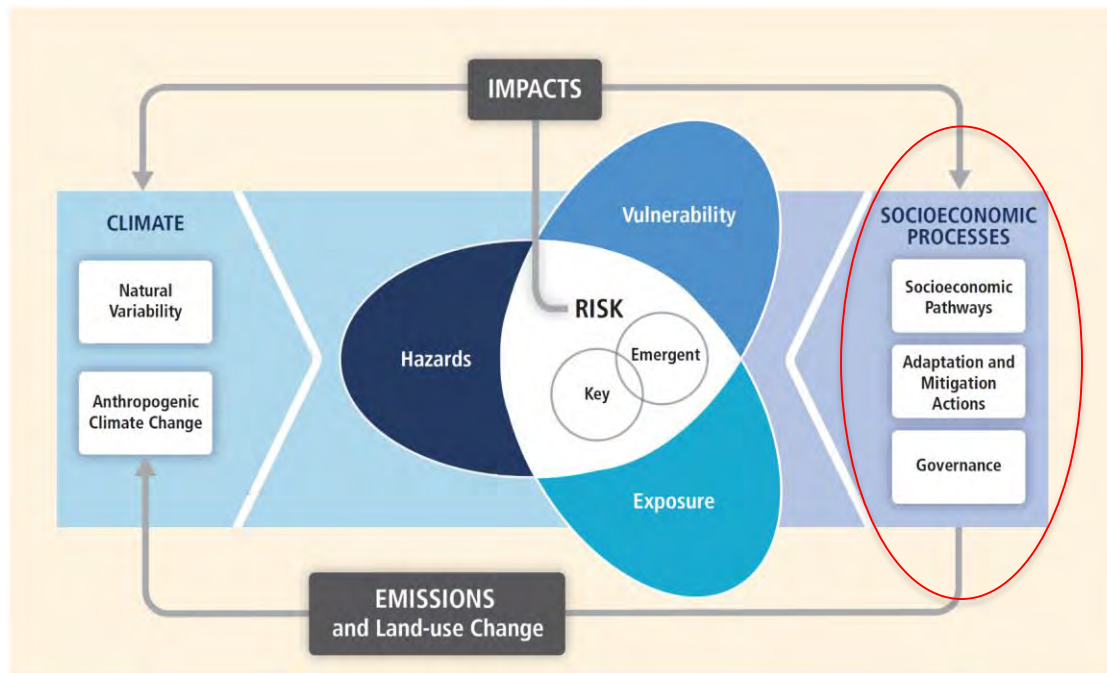 IMPACTS
CLIMATE
Natural
Variability
Anthropogenic
Climate Change
Hazards
Vulnerability
RISK
Emergent
Key
Exposure
SOCIOECONOMIC
PROCESSES
Socioeconomic
Pathways
Adaptation and
Mitigation
Actions
Governance
EMISSIONS
and Land-use Change